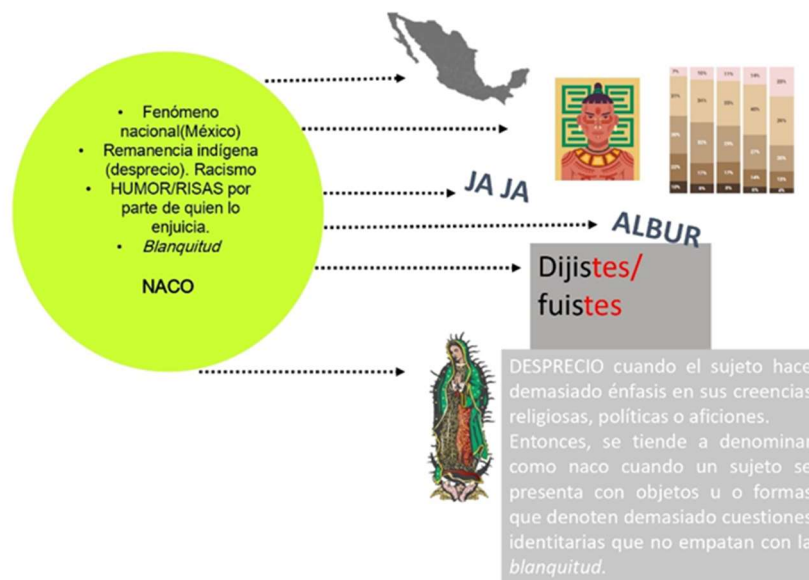 • Fenómeno
nacional(México)
• Remanencia indígena
(desprecio). Racismo
• HUMOR/RISAS por
parte de quien lo
enjuicia.
• Blanquitud
NACO
JA JA
ALBUR
Dijistes/
fuistes
DESPRECIO cuando el sujeto hace
demasiado énfasis en sus creencias
religiosas, políticas o aficiones.
Entonces, se tiende a denominar
como naco cuando un sujeto se
presenta con objetos u o formas
que denoten demasiado cuestiones
identitarias que no empatan con la
blanquitud.